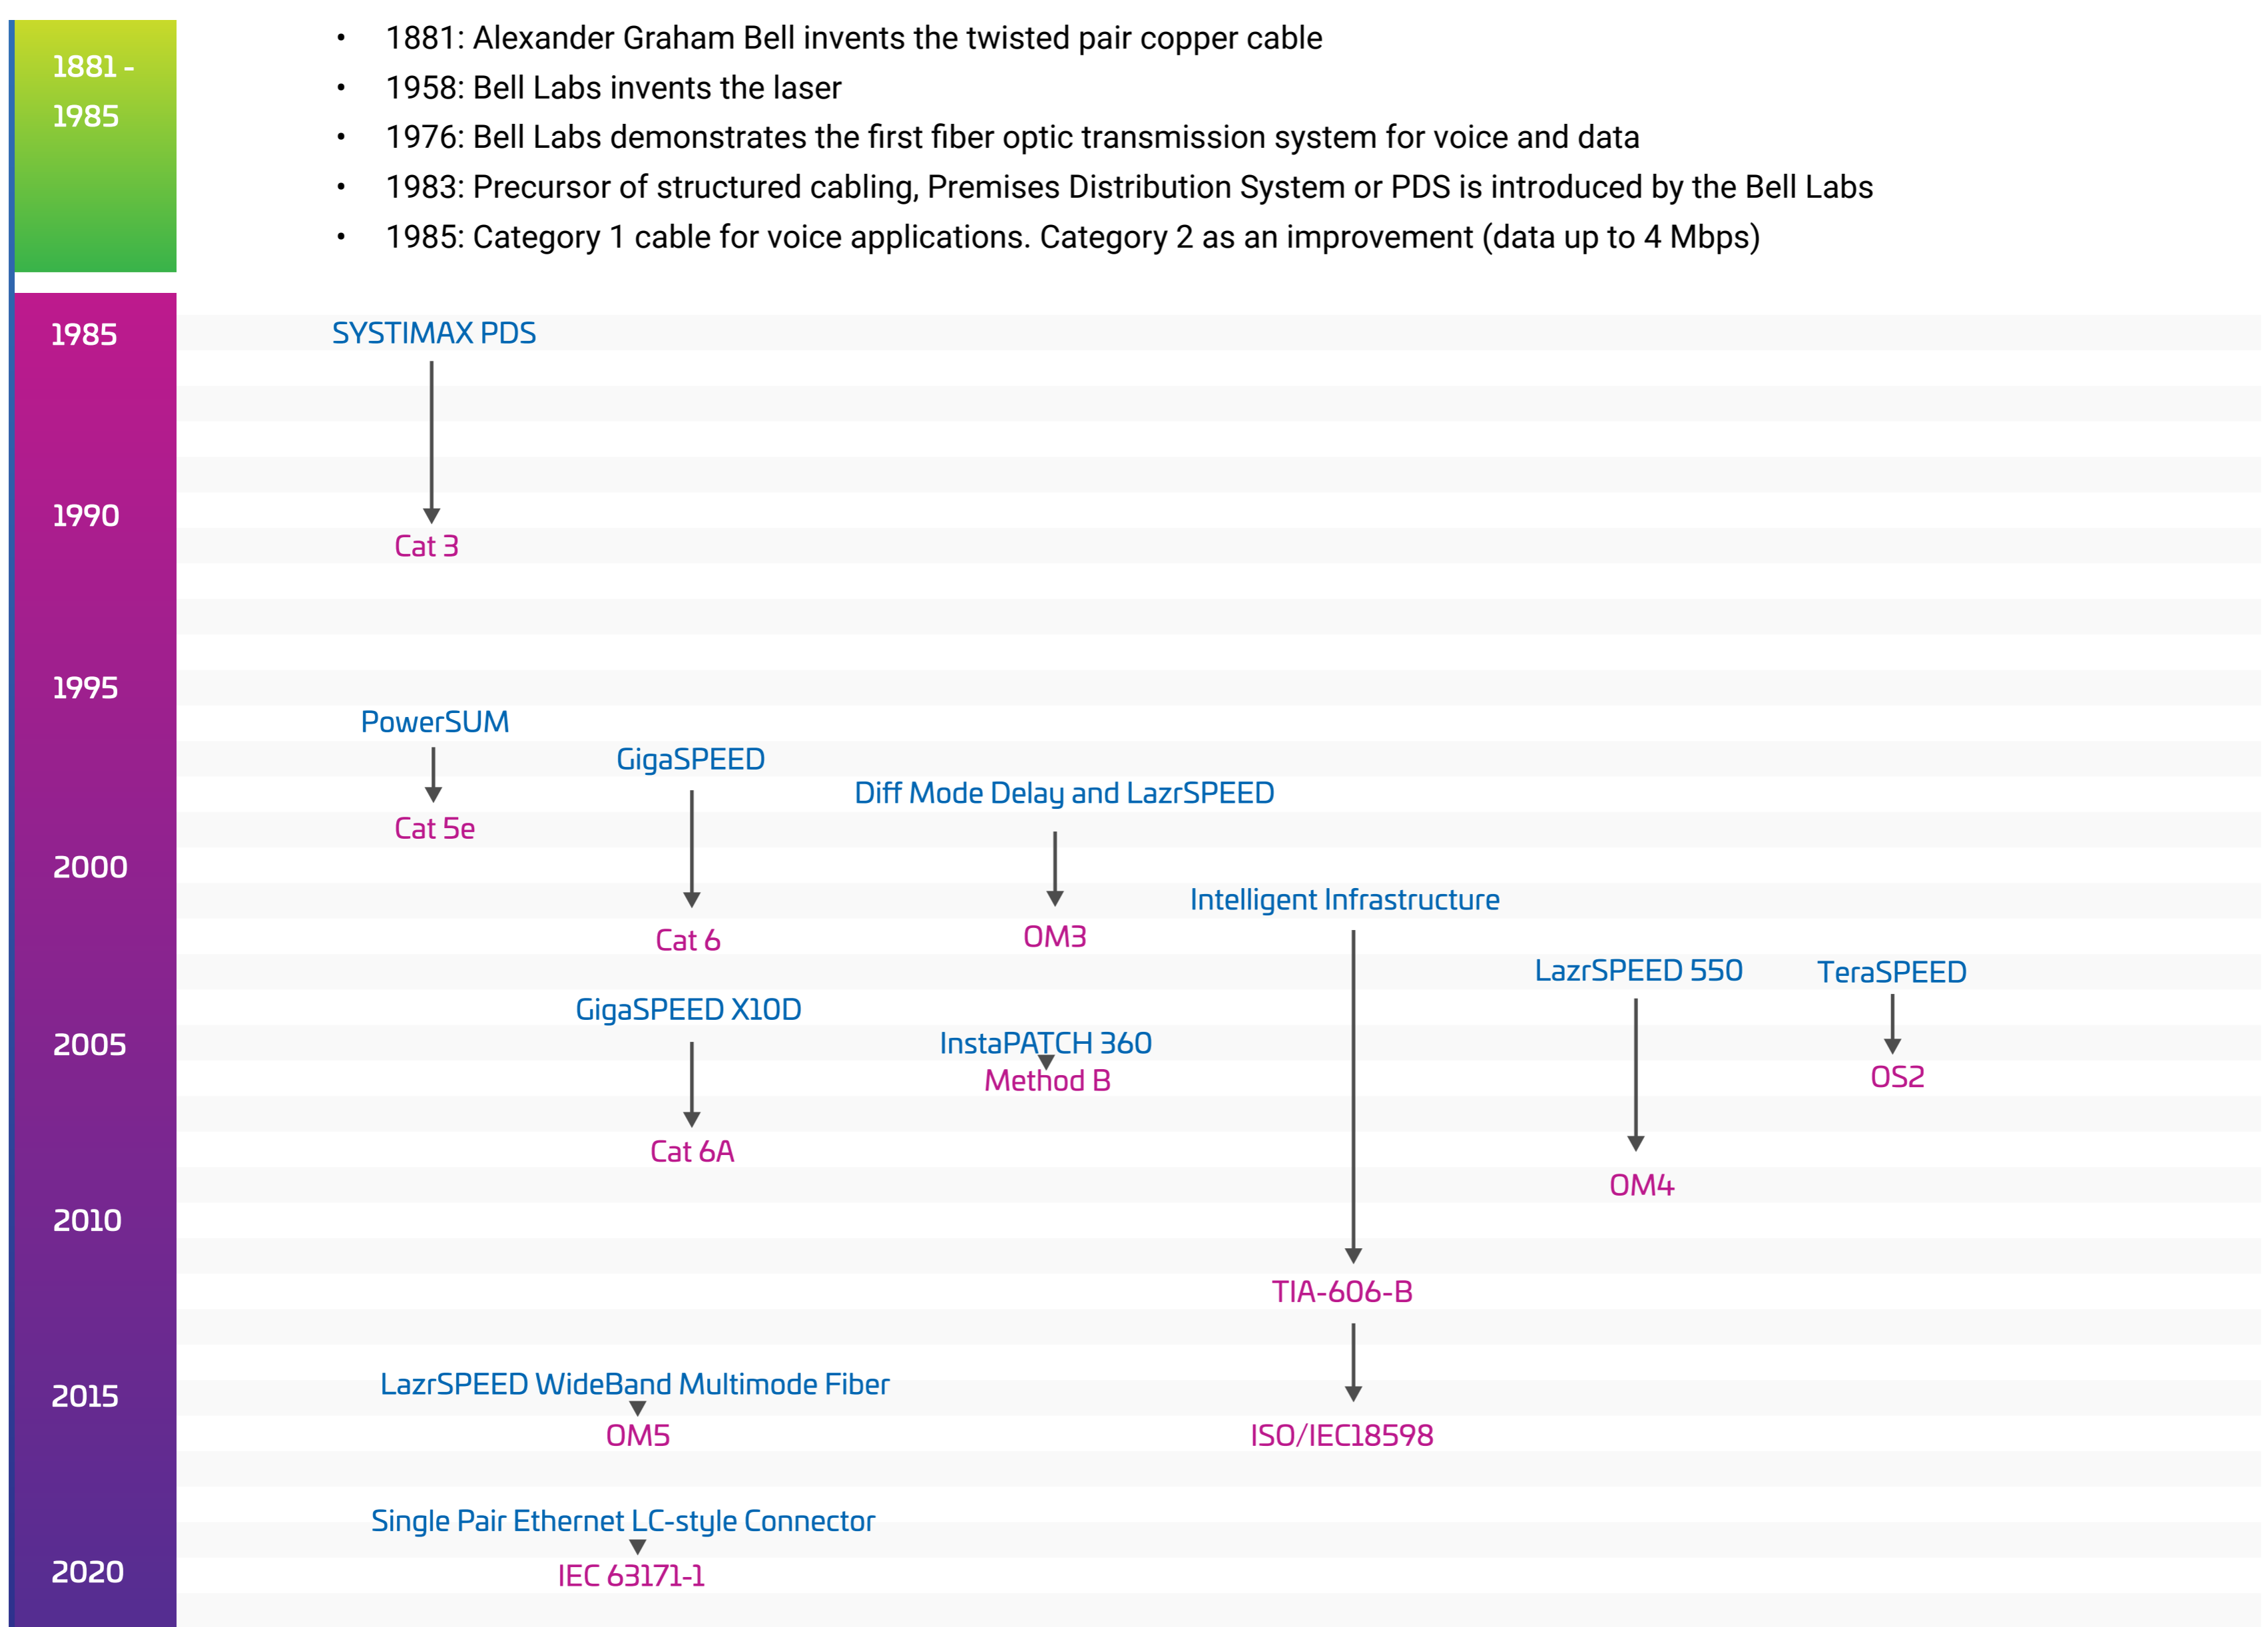 1881 -
1985
• 1881: Alexander Graham Bell invents the twisted pair copper cable
• 1958: Bell Labs invents the laser
• 1976: Bell Labs demonstrates the first fiber optic transmission system for voice and data
• 1983: Precursor of structured cabling, Premises Distribution System or PDS is introduced by the Bell Labs
• 1985: Category 1 cable for voice applications. Category 2 as an improvement (data up to 4 Mbps)
1985
SYSTIMAX PDS
1990
Cat 3
1995
PowerSUM
GigaSPEED
Diff Mode Delay and LazrSPEED
Cat 5e
2000
Intelligent Infrastructure
Cat 6
OM3
LazrSPEED 550
TeraSPEED
GigaSPEED X10D
2005
InstaPATCH 360
Method B
OS2
Cat 6A
OM4
2010
TIA-606-B
2015
LazrSPEED WideBand Multimode Fiber
OM5
ISO/IEC18598
Single Pair Ethernet LC-style Connector
2020
IEC 63171-1